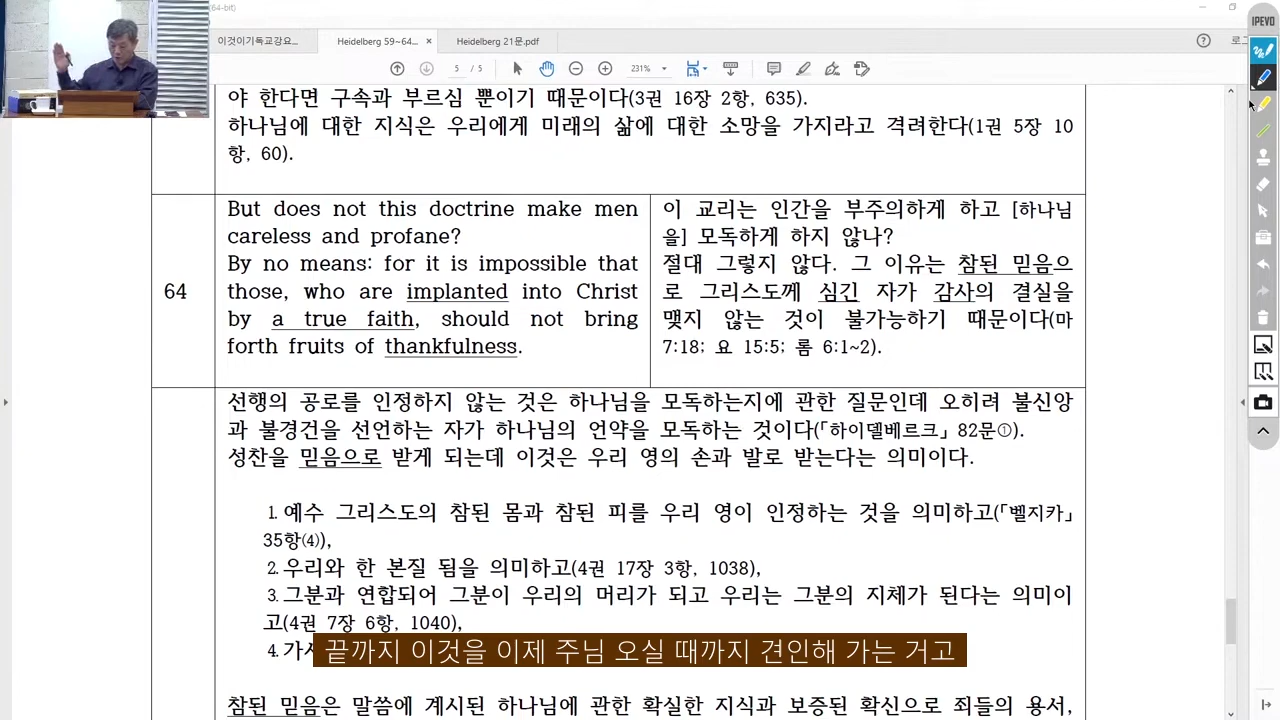 (64-bit)
IPEVO
이것이기독교강요...
Heidelberg 59~64... ×
Heidelberg 21문.pdf
로
5 / 5
231%
야 한다면 구속과 부르심 뿐이기 때문이다(3권 16장 2항, 635).
하나님에 대한 지식은 우리에게 미래의 삶에 대한 소망을 가지라고 격려한다(1권 5장 10
항, 60).
64
But does not this doctrine make men
careless and profane?
By no means: for it is impossible that
those, who are implanted into Christ
by a true faith, should not bring
forth fruits of thankfulness.
이 교리는 인간을 부주의하게 하고 [하나님
을] 모독하게 하지 않나?
절대 그렇지 않다. 그 이유는 참된 믿음으
로 그리스도께 심긴 자가 감사의 결실을
맺지 않는 것이 불가능하기 때문이다(마
7:18; 요 15:5; 롬 6:1~2).
선행의 공로를 인정하지 않는 것은 하나님을 모독하는지에 관한 질문인데 오히려 불신앙
과 불경건을 선언하는 자가 하나님의 언약을 모독하는 것이다(「하이델베르크」 82문①).
성찬을 믿음으로 받게 되는데 이것은 우리 영의 손과 발로 받는다는 의미이다.
1. 예수 그리스도의 참된 몸과 참된 피를 우리 영이 인정하는 것을 의미하고(「벨지카」
35항⑷),
2. 우리와 한 본질 됨을 의미하고(4권 17장 3항, 1038),
3. 그분과 연합되어 그분이 우리의 머리가 되고 우리는 그분의 지체가 된다는 의미이
고(4권 7장 6항, 1040),
4. 가
끝까지 이것을 이제 주님 오실 때까지 견인해 가는 거고
참된 믿음은 말씀에 계시된 하나님에 관한 확실한 지식과 보증된 확신으로 죄들의 용서,